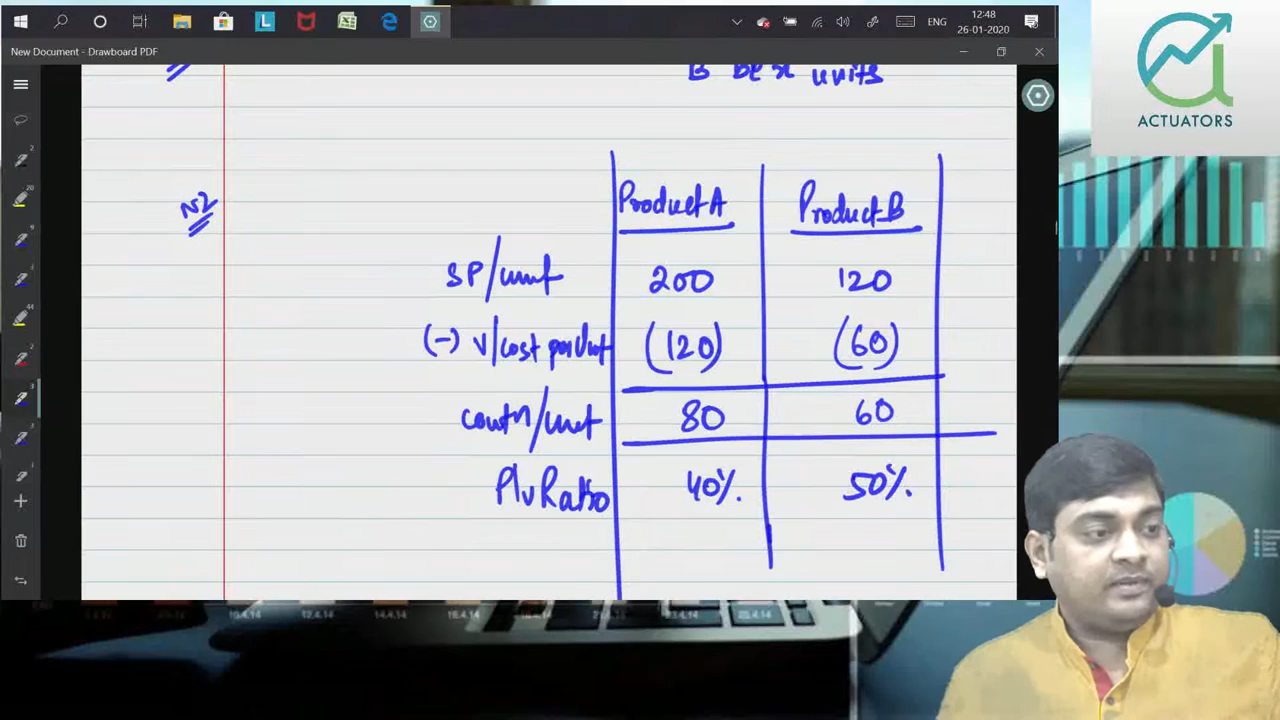 12:48
ENG
26-01-2020
New Document - Drawboard PDF
ACTUATORS
B be x units
N2
Product A Product B
SP/unit 200 120
(-) V/cost per unit (120) (60)
contn/unit 80 60
P/v Ratio 40% 50%